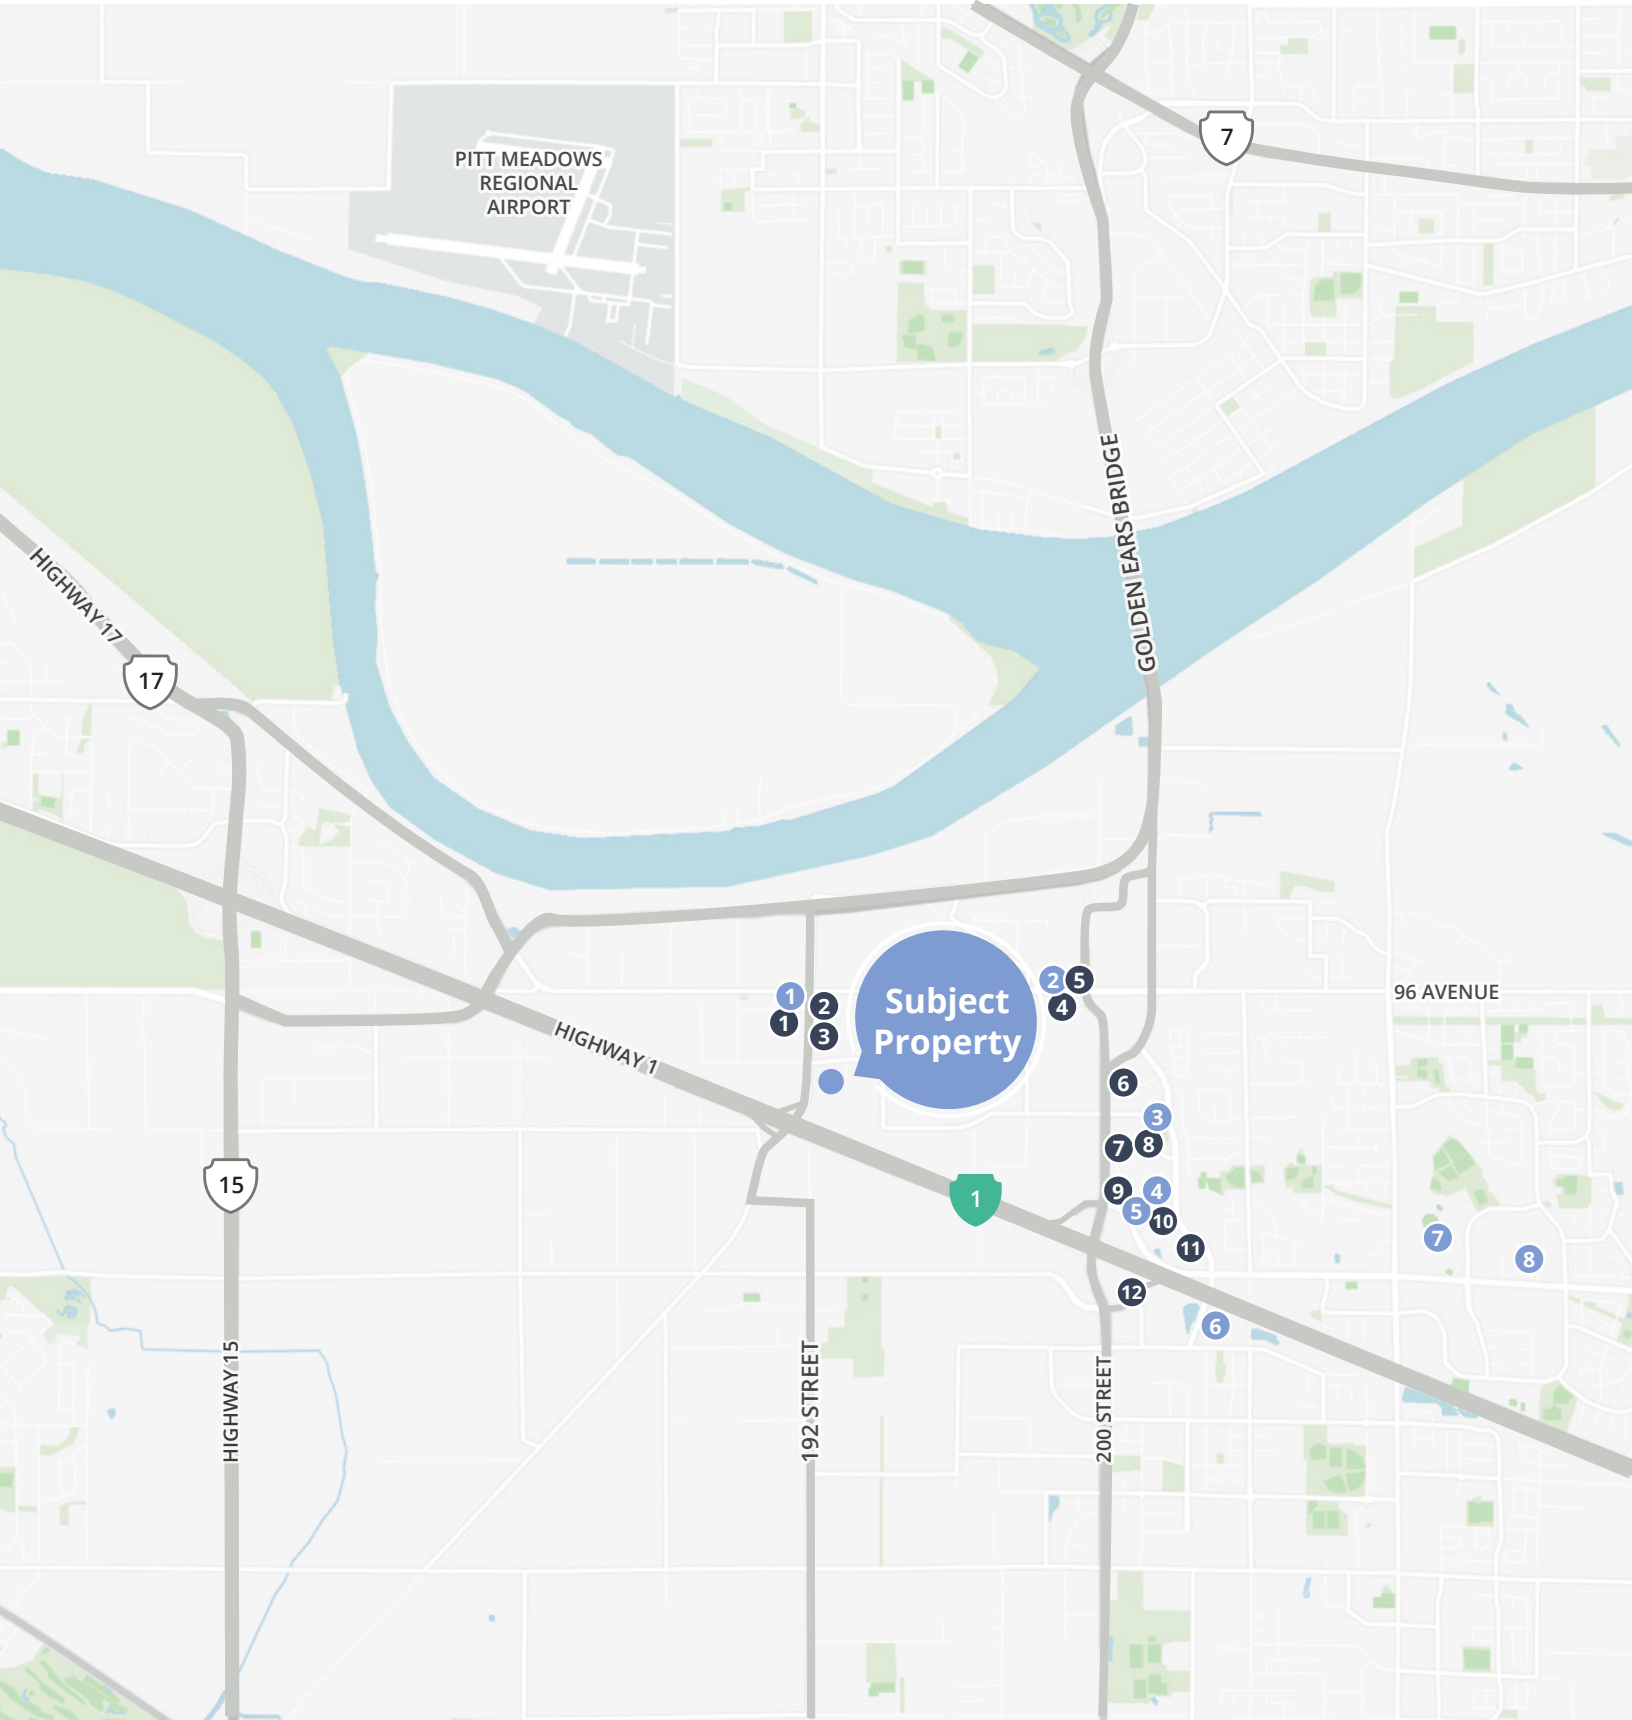 7
PITT MEADOWS
REGIONAL
AIRPORT
GOLDEN EARS BRIDGE
HIGHWAY 17
17
1
2
1
3
Subject
Property
2
5
4
96 AVENUE
HIGHWAY 1
6
3
7
8
15
1
9
4
5
10
11
7
8
12
6
HIGHWAY 15
192 STREET
200 STREET